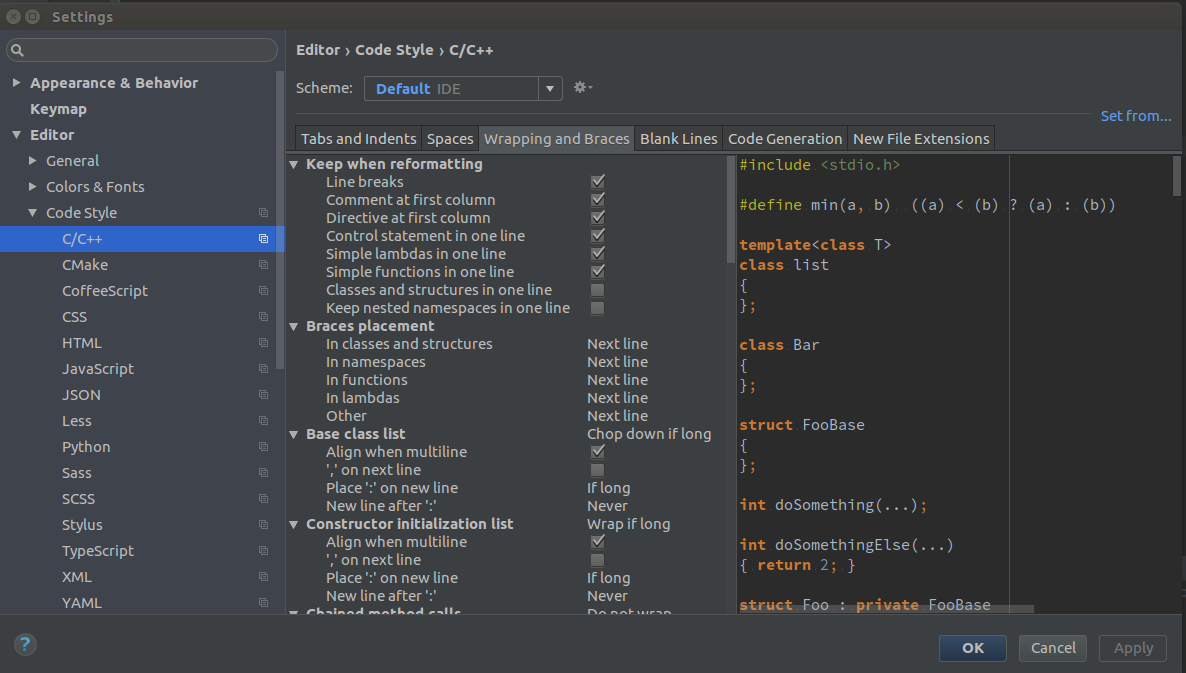 Settings
Appearance & Behavior
Keymap
Editor
General
Colors & Fonts
Code Style
C/C++
CMake
CoffeeScript
CSS
HTML
JavaScript
JSON
Less
Python
Sass
SCSS
Stylus
TypeScript
XML
YAML
Editor › Code Style › C/C++
Scheme: Default IDE
Set from...
Tabs and Indents Spaces Wrapping and Braces Blank Lines Code Generation New File Extensions
Keep when reformatting
Line breaks
Comment at first column
Directive at first column
Control statement in one line
Simple lambdas in one line
Simple functions in one line
Classes and structures in one line
Keep nested namespaces in one line
Braces placement
In classes and structures Next line
In namespaces Next line
In functions Next line
In lambdas Next line
Other Next line
Base class list Chop down if long
Align when multiline
',' on next line
Place ':' on new line If long
New line after ':' Never
Constructor initialization list Wrap if long
Align when multiline
',' on next line
Place ':' on new line If long
New line after ':' Never
Chained method calls Do not wrap
#include <stdio.h>
#define min(a, b) ((a) < (b) ? (a) : (b))
template<class T>
class list
{
};
class Bar
{
};
struct FooBase
{
};
int doSomething(...);
int doSomethingElse(...)
{ return 2; }
struct Foo : private FooBase
?
OK Cancel Apply